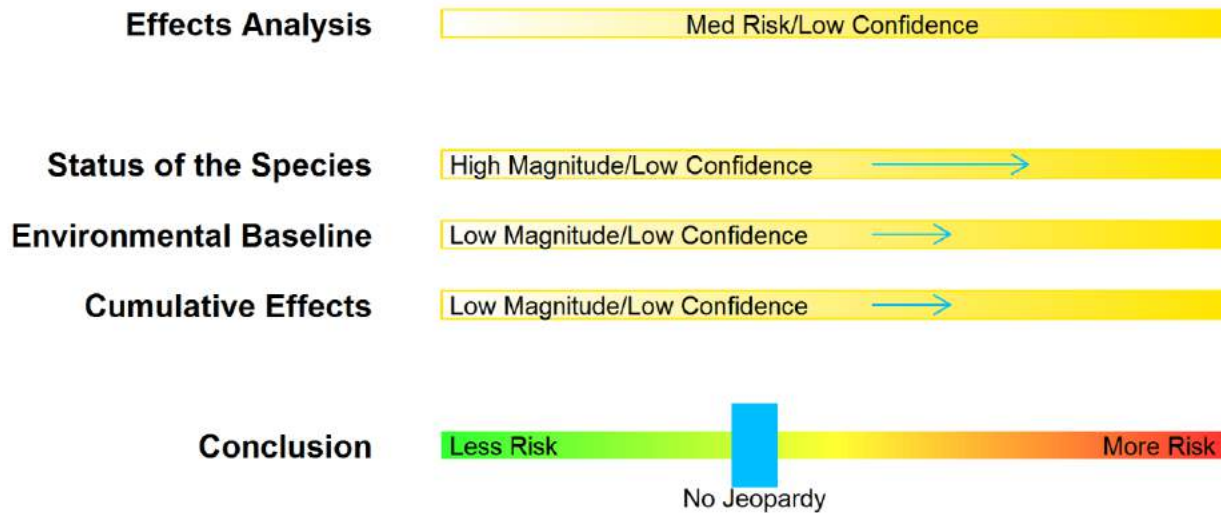 Effects Analysis
Med Risk/Low Confidence
Status of the Species
High Magnitude/Low Confidence
Environmental Baseline
Low Magnitude/Low Confidence
Cumulative Effects
Low Magnitude/Low Confidence
Conclusion
Less Risk
More Risk
No Jeopardy